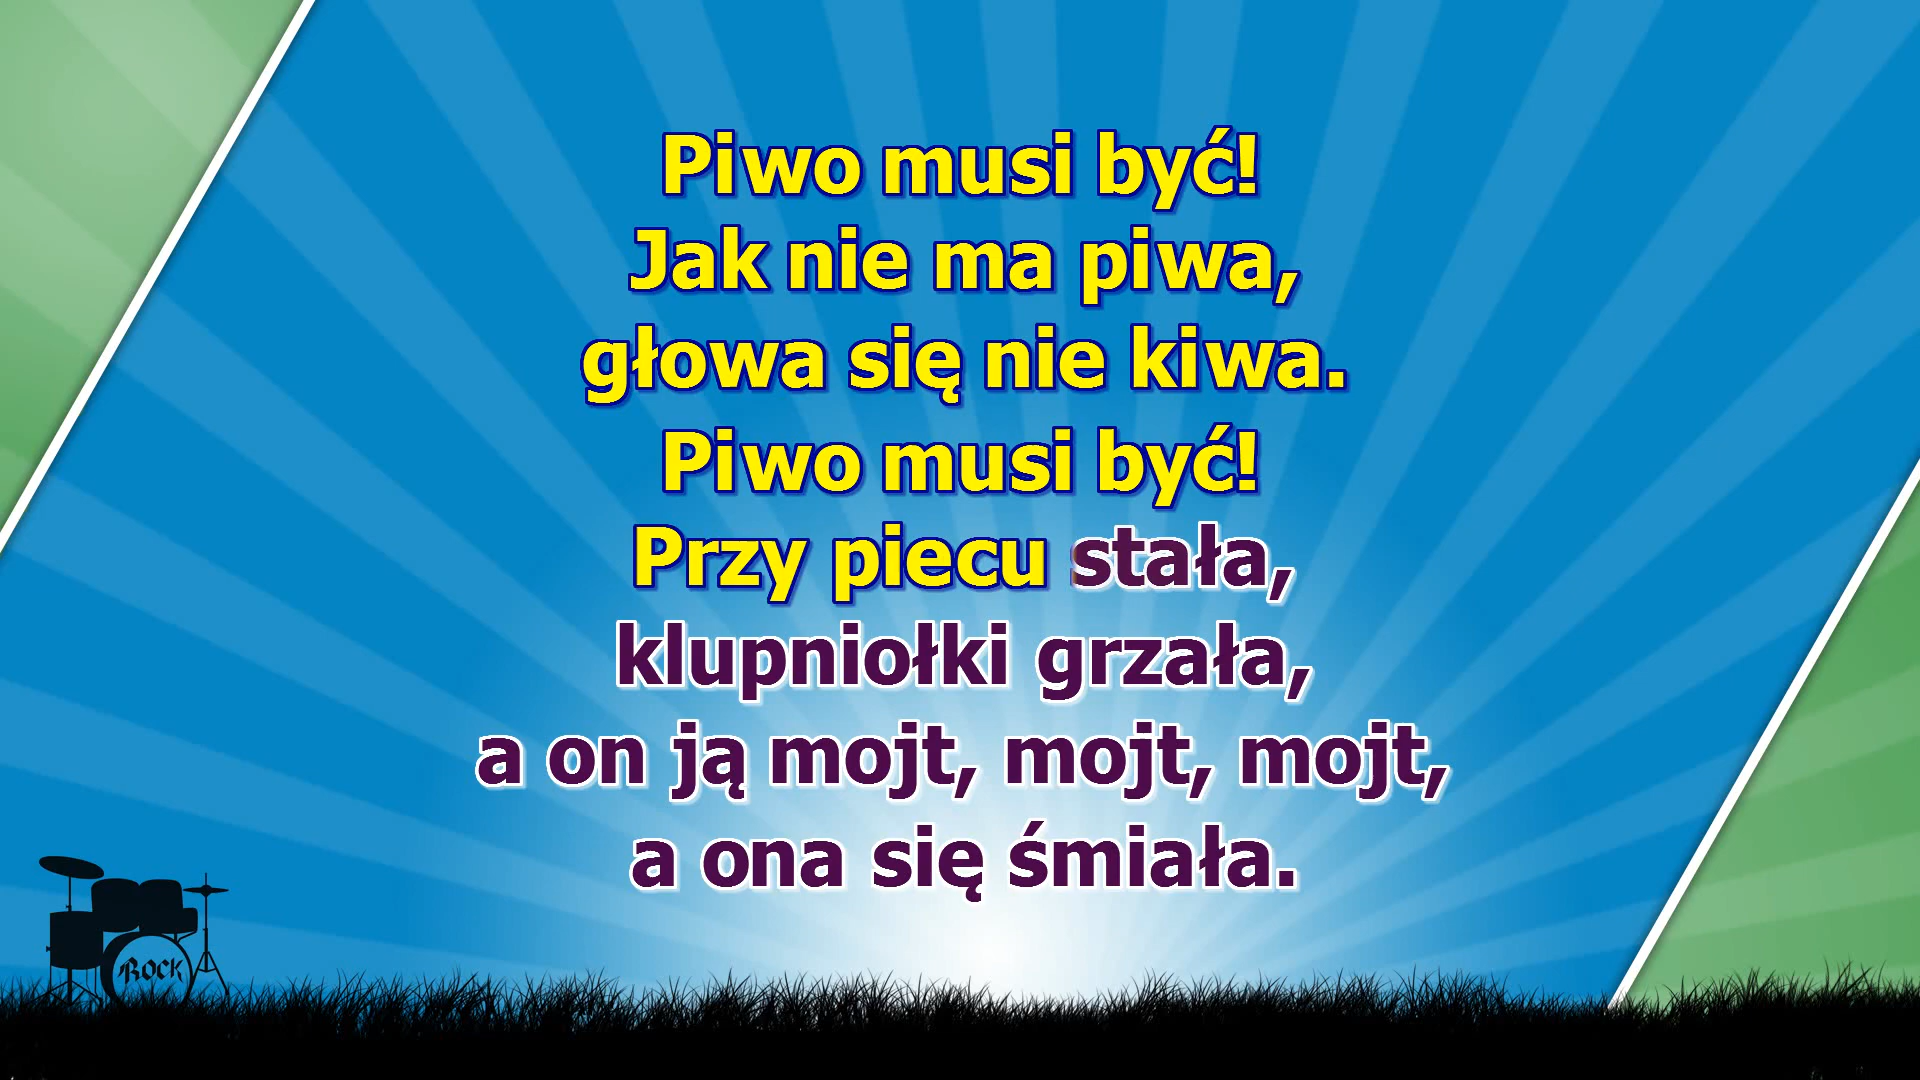 Piwo musi być!
Jak nie ma piwa,
głowa się nie kiwa.
Piwo musi być!
Przy piecu stała,
klupniołki grzała,
a on ją mojt, mojt, mojt,
a ona się śmiała.
ROCK